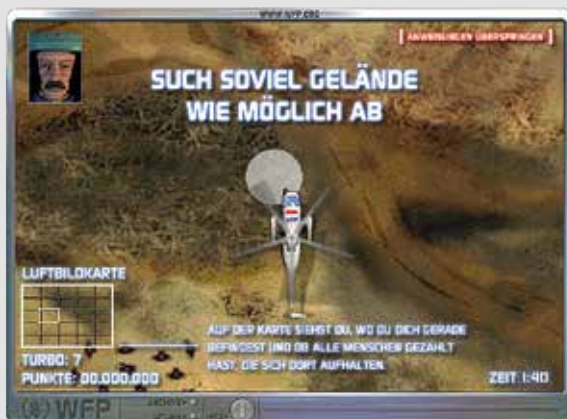 WWW.WFP.ORG
ANWEISUNGEN ÜBERSPRINGEN
SUCH SOVIEL GELÄNDE
WIE MÖGLICH AB
LUFTBILDKARTE
AUF DER KARTE SIEHST DU, WO DU DICH GERADE
BEFINDEST UND OB ALLE MENSCHEN GEZÄHLT
HAST, DIE SICH DORT AUFHALTEN.
TURBO: 7
PUNKTE: 00.000.000
ZEIT 1:40
WFP